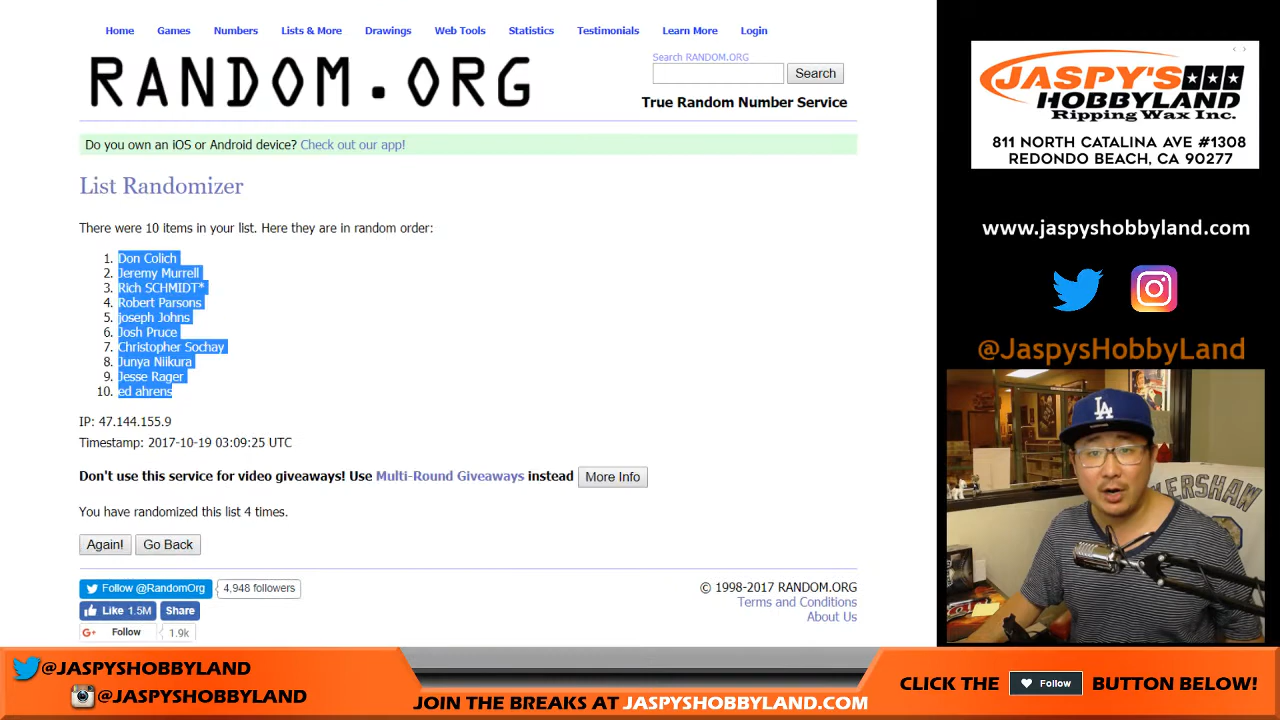 Home Games Numbers Lists & More Drawings Web Tools Statistics Testimonials Learn More Login
RANDOM.ORG
Search RANDOM.ORG
Search
True Random Number Service
Do you own an iOS or Android device? Check out our app!
List Randomizer
There were 10 items in your list. Here they are in random order:
1. Don Colich
2. Jeremy Murrell
3. Rich SCHMIDT*
4. Robert Parsons
5. joseph Johns
6. Josh Pruce
7. Christopher Sochay
8. Junya Niikura
9. Jesse Rager
10. ed ahrens
IP: 47.144.155.9
Timestamp: 2017-10-19 03:09:25 UTC
Don't use this service for video giveaways! Use Multi-Round Giveaways instead More Info
You have randomized this list 4 times.
Again! Go Back
Follow @RandomOrg 4,948 followers
Like 1.5M Share
G+ Follow 1.9k
© 1998-2017 RANDOM.ORG
Terms and Conditions
About Us
JASPY'S
HOBBYLAND
Ripping Wax Inc.
811 NORTH CATALINA AVE #1308
REDONDO BEACH, CA 90277
www.jaspyshobbyland.com
@JaspysHobbyLand
LA
KERSHAW
@JASPYSHOBBYLAND
@JASPYSHOBBYLAND
JOIN THE BREAKS AT JASPYSHOBBYLAND.COM
CLICK THE Follow BUTTON BELOW!